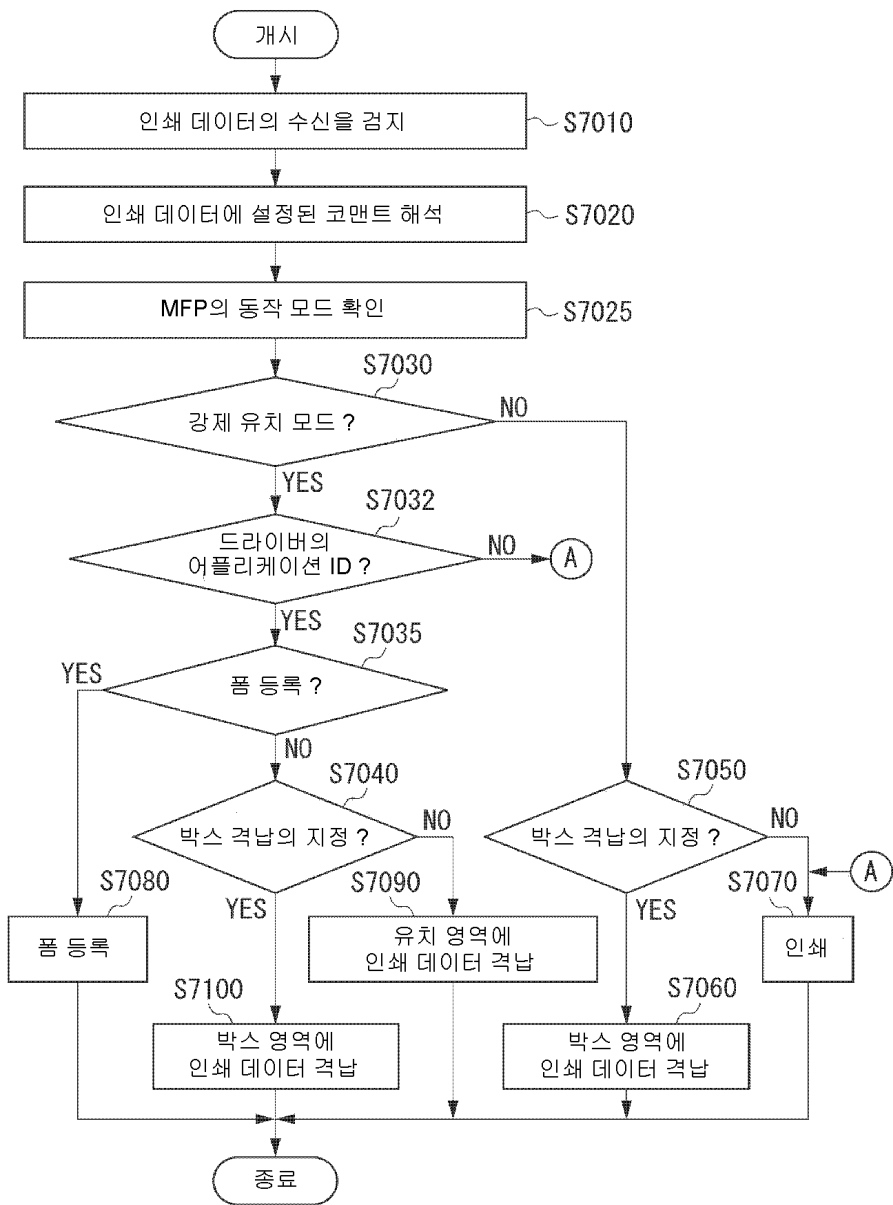 개시
인쇄 데이터의 수신을 검지
S7010
인쇄 데이터에 설정된 코맨트 해석
S7020
MFP의 동작 모드 확인
S7025
S7030
강제 유치 모드 ?
NO
YES
S7032
드라이버의
어플리케이션 ID ?
NO
A
YES
S7035
YES
폼 등록 ?
NO
S7040
박스 격납의 지정 ?
NO
S7050
박스 격납의 지정 ?
NO
A
S7080
폼 등록
YES
S7090
유치 영역에
인쇄 데이터 격납
YES
S7070
인쇄
S7100
박스 영역에
인쇄 데이터 격납
S7060
박스 영역에
인쇄 데이터 격납
종료